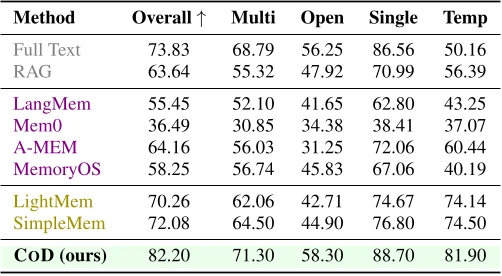 Method Overall ↑ Multi Open Single Temp
Full Text 73.83 68.79 56.25 86.56 50.16
RAG 63.64 55.32 47.92 70.99 56.39
LangMem 55.45 52.10 41.65 62.80 43.25
Mem0 36.49 30.85 34.38 38.41 37.07
A-MEM 64.16 56.03 31.25 72.06 60.44
MemoryOS 58.25 56.74 45.83 67.06 40.19
LightMem 70.26 62.06 42.71 74.67 74.14
SimpleMem 72.08 64.50 44.90 76.80 74.50
COD (ours) 82.20 71.30 58.30 88.70 81.90